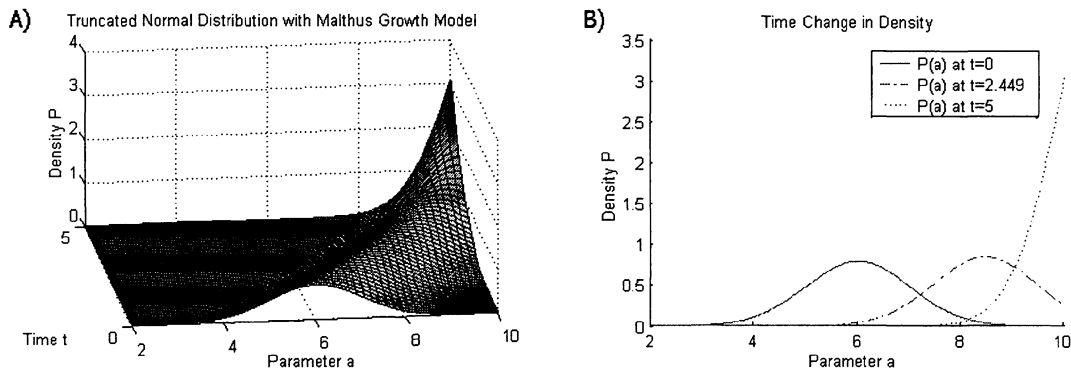 A)
Truncated Normal Distribution with Malthus Growth Model
4
3
2
1
0
Density P
5
0
Time t
2
4
6
8
10
Parameter a
B)
Time Change in Density
P(a) at t=0
P(a) at t=2.449
P(a) at t=5
3.5
3
2.5
2
1.5
1
0.5
0
Density P
2
4
6
8
10
Parameter a